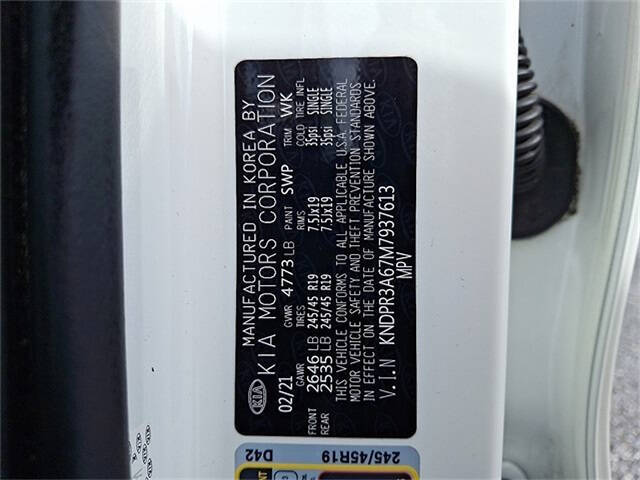 KIA
MANUFACTURED IN KOREA BY
KIA MOTORS CORPORATION
02/21 GVWR 4773 LB PAINT SWP TRIM WK
GAWR TIRES RIMS COLD TIRE INFL
FRONT 2646 LB 245/45 R19 7.5Jx19 35psi SINGLE
REAR 2535 LB 245/45 R19 7.5Jx19 35psi SINGLE
THIS VEHICLE CONFORMS TO ALL APPLICABLE U.S.A. FEDERAL
MOTOR VEHICLE SAFETY AND THEFT PREVENTION STANDARDS
IN EFFECT ON THE DATE OF MANUFACTURE SHOWN ABOVE.
V.I.N KNDPR3A67M7937613
MPV
D42
245/45R19